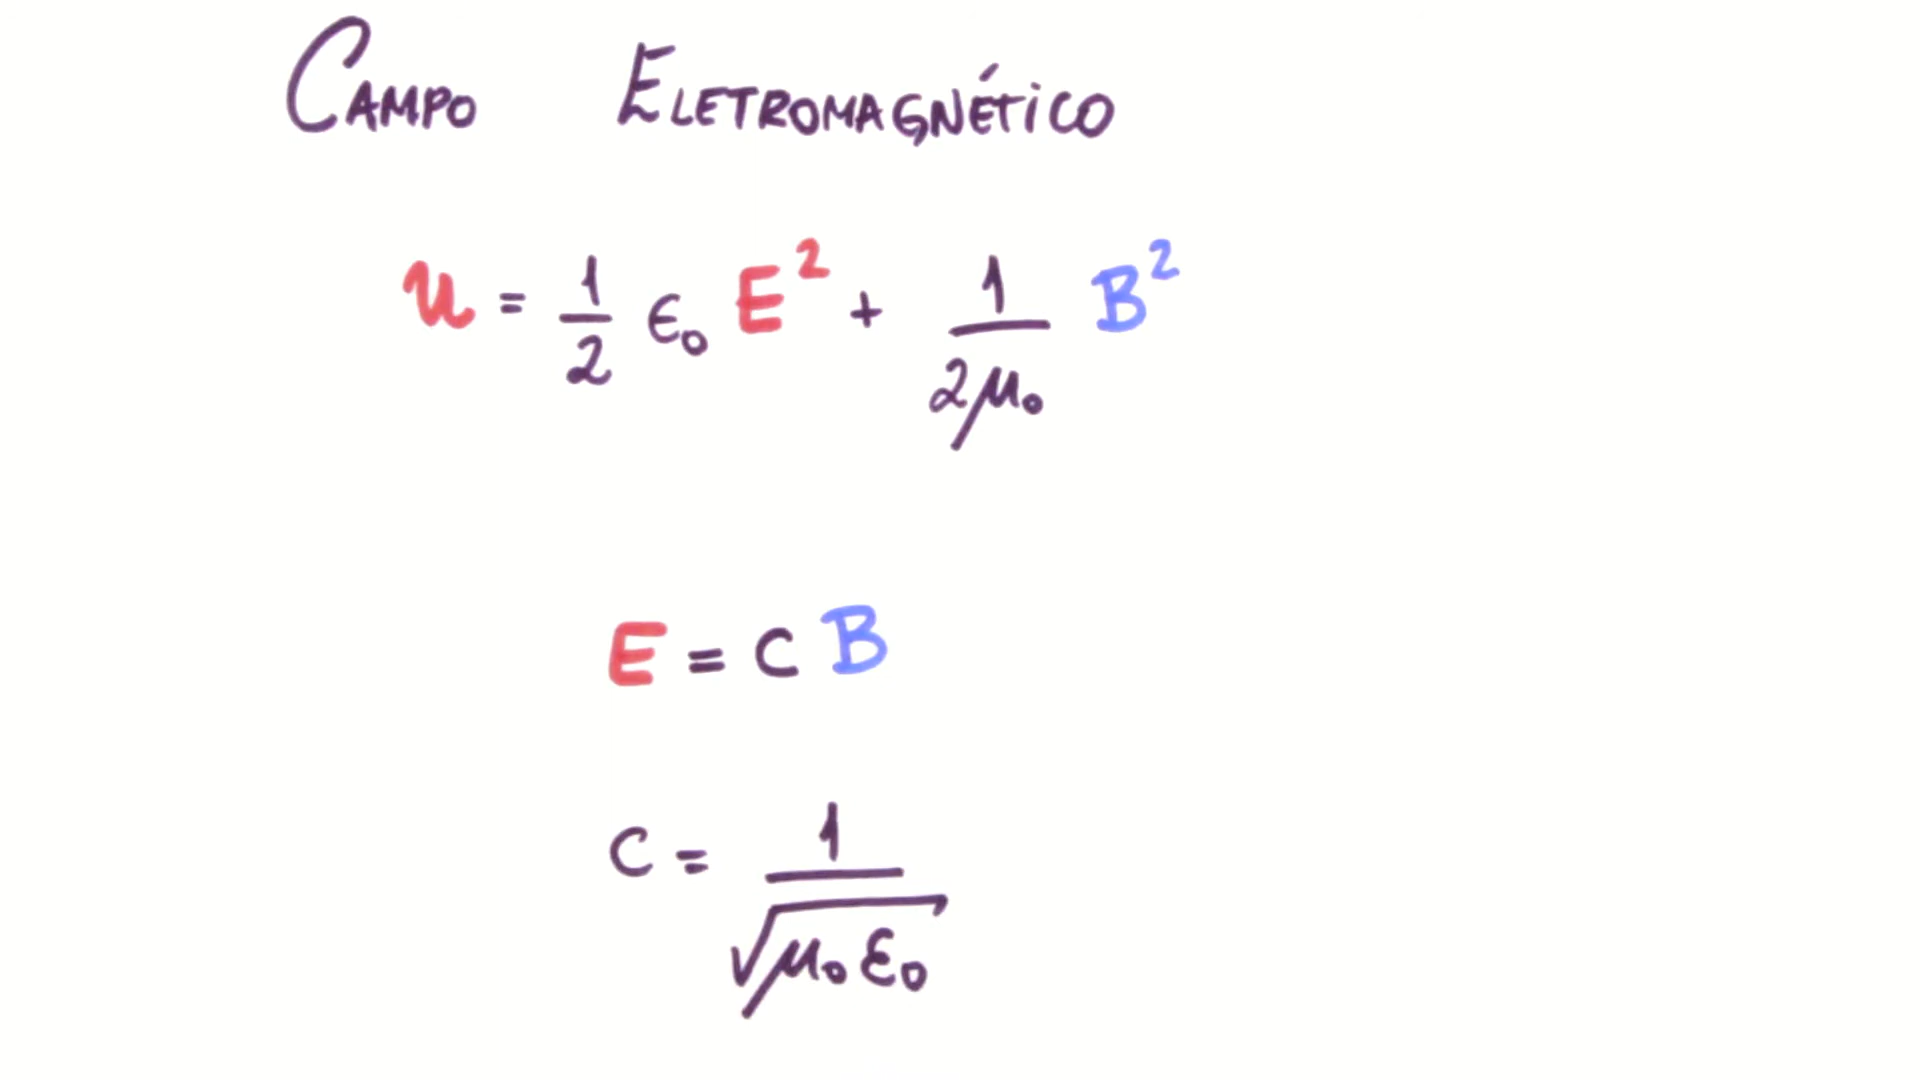 Campo Eletromagnético
u = 1/2 ϵ₀ E² + 1/2μ₀ B²
E = c B
c = 1/√μ₀ε₀